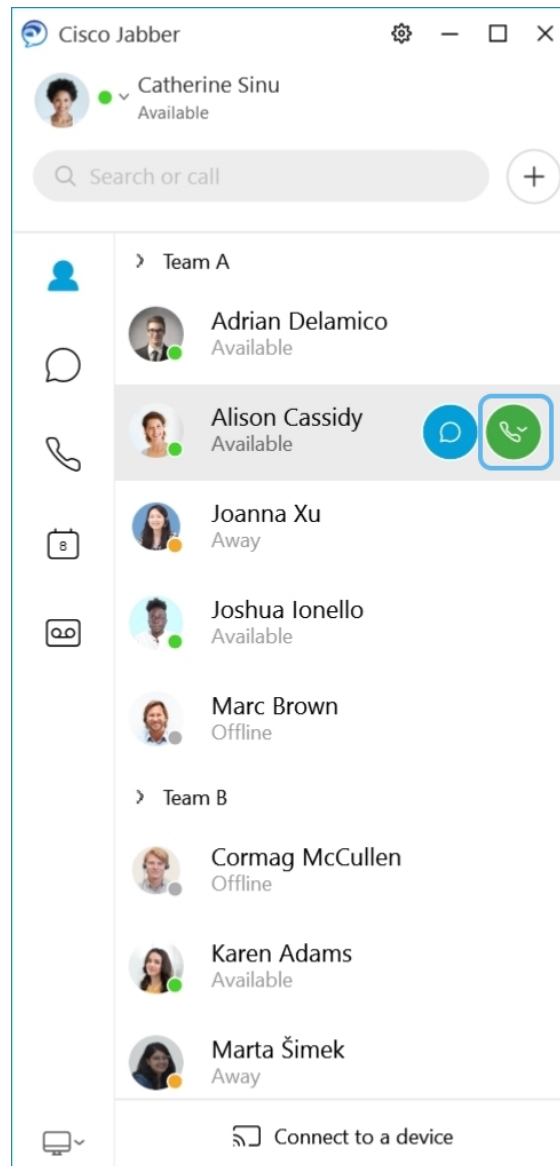 Cisco Jabber
Catherine Sinu
Available
Search or call
Team A
Adrian Delamico
Available
Alison Cassidy
Available
Joanna Xu
Away
8
Joshua Ionello
Available
Marc Brown
Offline
Team B
Cormag McCullen
Offline
Karen Adams
Available
Marta Šimek
Away
Connect to a device